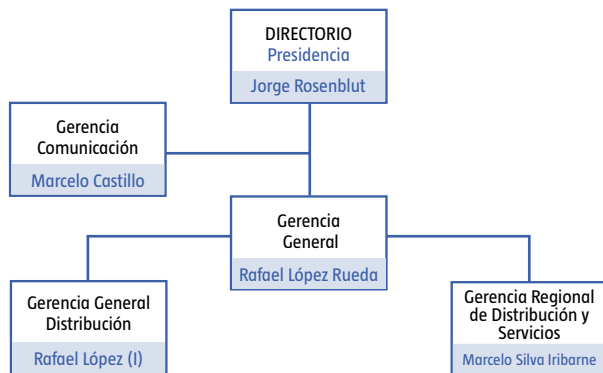 DIRECTORIO
Presidencia
Jorge Rosenblut
Gerencia
Comunicación
Marcelo Castillo
Gerencia
General
Rafael López Rueda
Gerencia General
Distribución
Rafael López (I)
Gerencia Regional
de Distribución y
Servicios
Marcelo Silva Iribarne